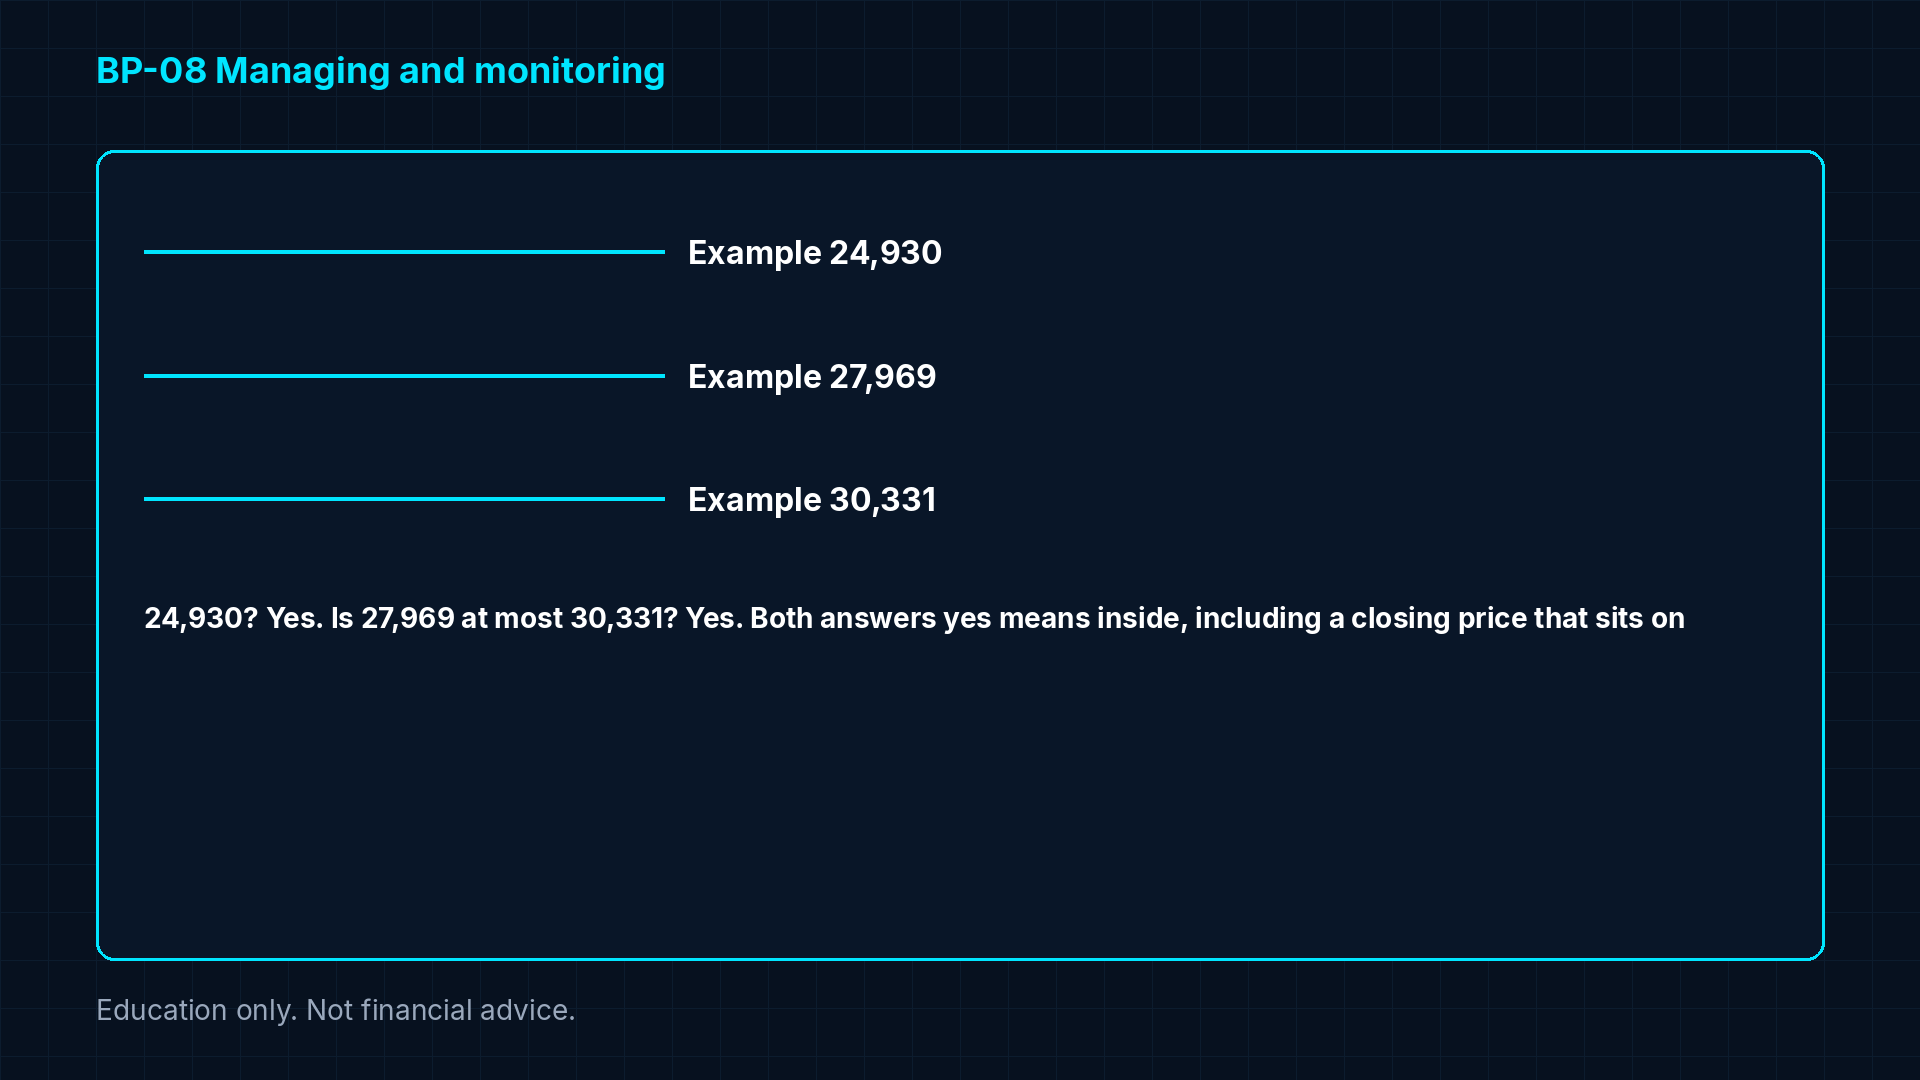 BP-08 Managing and monitoring
Example 24,930
Example 27,969
Example 30,331
24,930? Yes. Is 27,969 at most 30,331? Yes. Both answers yes means inside, including a closing price that sits on
Education only. Not financial advice.